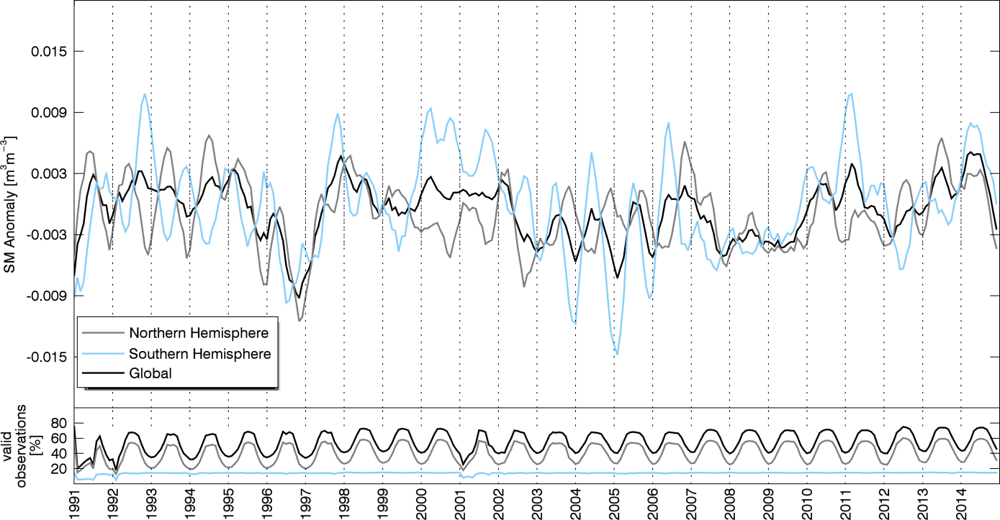 0.015
0.009
0.003
-0.003
-0.009
-0.015
SM Anomaly [m³m⁻³]
Northern Hemisphere
Southern Hemisphere
Global
80
60
40
20
valid
observations
[%]
1991 1992 1993 1994 1995 1996 1997 1998 1999 2000 2001 2002 2003 2004 2005 2006 2007 2008 2009 2010 2011 2012 2013 2014